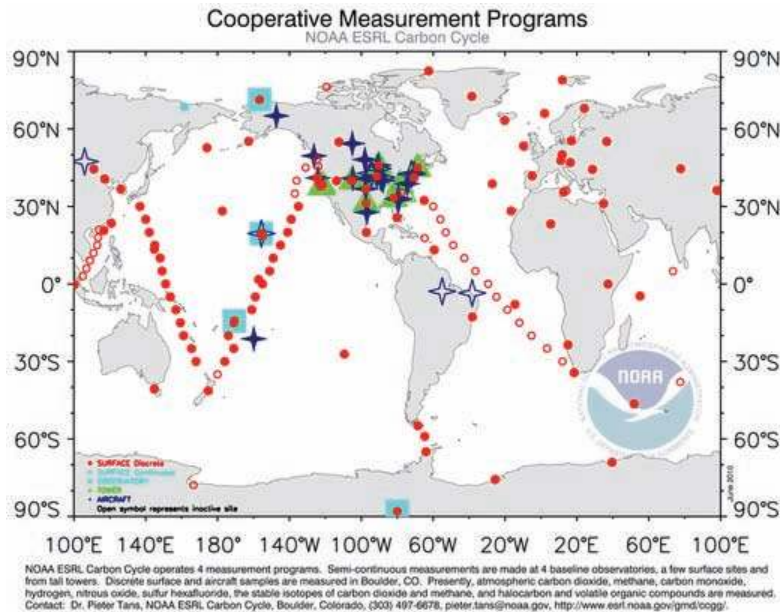 Cooperative Measurement Programs
NOAA ESRL Carbon Cycle
90°N 90°N
60°N 60°N
30°N 30°N
0° 0°
30°S 30°S
60°S 60°S
90°S 90°S
NOAA
SURFACE Discrete
SURFACE Continuous
OBSERVATORY
TOWER
AIRCRAFT
Open symbol represents inactive site
June 2010
100°E 140°E 180° 140°W 100°W 60°W 20°W 20°E 60°E 100°E
NOAA ESRL Carbon Cycle operates 4 measurement programs. Semi-continuous measurements are made at 4 baseline observatories, a few surface sites and
from tall towers. Discrete surface and aircraft samples are measured in Boulder, CO. Presently, atmospheric carbon dioxide, methane, carbon monoxide,
hydrogen, nitrous oxide, sulfur hexafluoride, the stable isotopes of carbon dioxide and methane, and halocarbon and volatile organic compounds are measured.
Contact: Dr. Pieter Tans, NOAA ESRL Carbon Cycle, Boulder, Colorado, (303) 497-6678, pieter.tans@noaa.gov, http://www.esrl.noaa.gov/gmd/ccgg/.